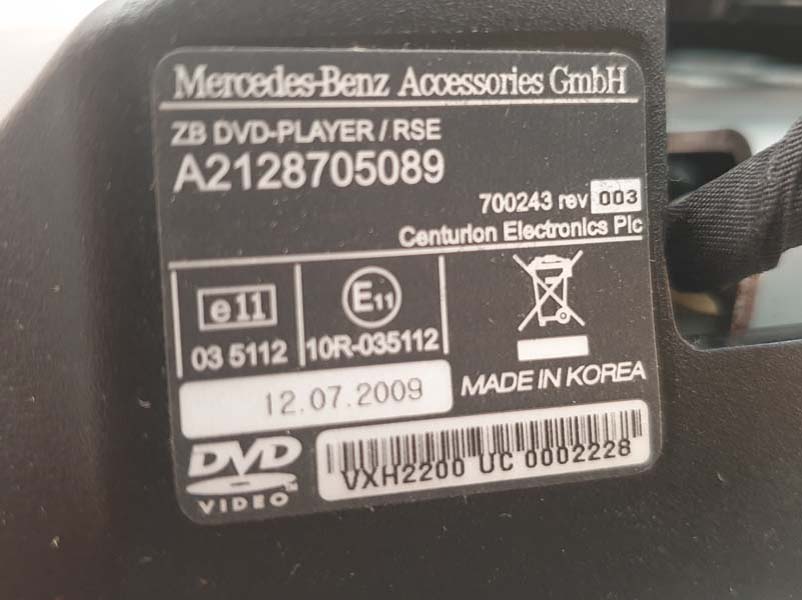 Mercedes-Benz Accessories GmbH
ZB DVD-PLAYER / RSE
A2128705089
700243 rev 003
Centurion Electronics Plc
e11
03 5112
E11
10R-035112
12.07.2009
MADE IN KOREA
DVD
VIDEO
VXH2200 UC 0002228